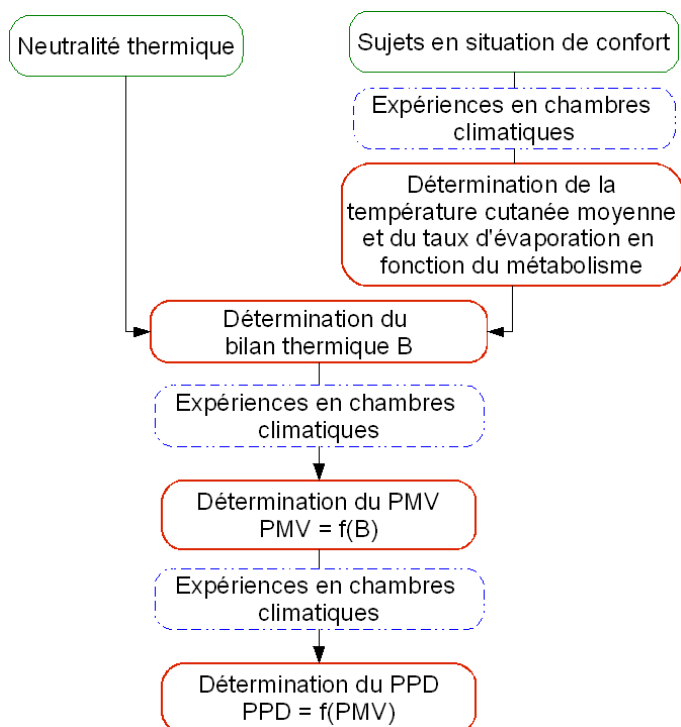 Neutralité thermique
Sujets en situation de confort
Expériences en chambres
climatiques
Détermination de la
température cutanée moyenne
et du taux d'évaporation en
fonction du métabolisme
Détermination du
bilan thermique B
Expériences en chambres
climatiques
Détermination du PMV
PMV = f(B)
Expériences en chambres
climatiques
Détermination du PPD
PPD = f(PMV)